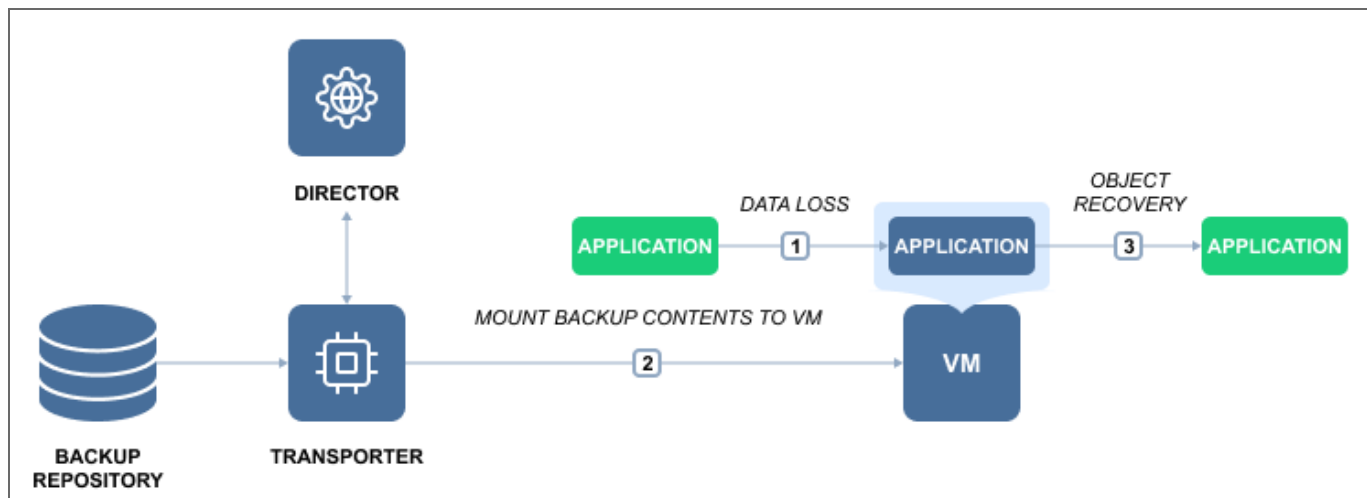 DIRECTOR
DATA LOSS
OBJECT
RECOVERY
APPLICATION
1
APPLICATION
3
APPLICATION
MOUNT BACKUP CONTENTS TO VM
2
VM
BACKUP
REPOSITORY
TRANSPORTER